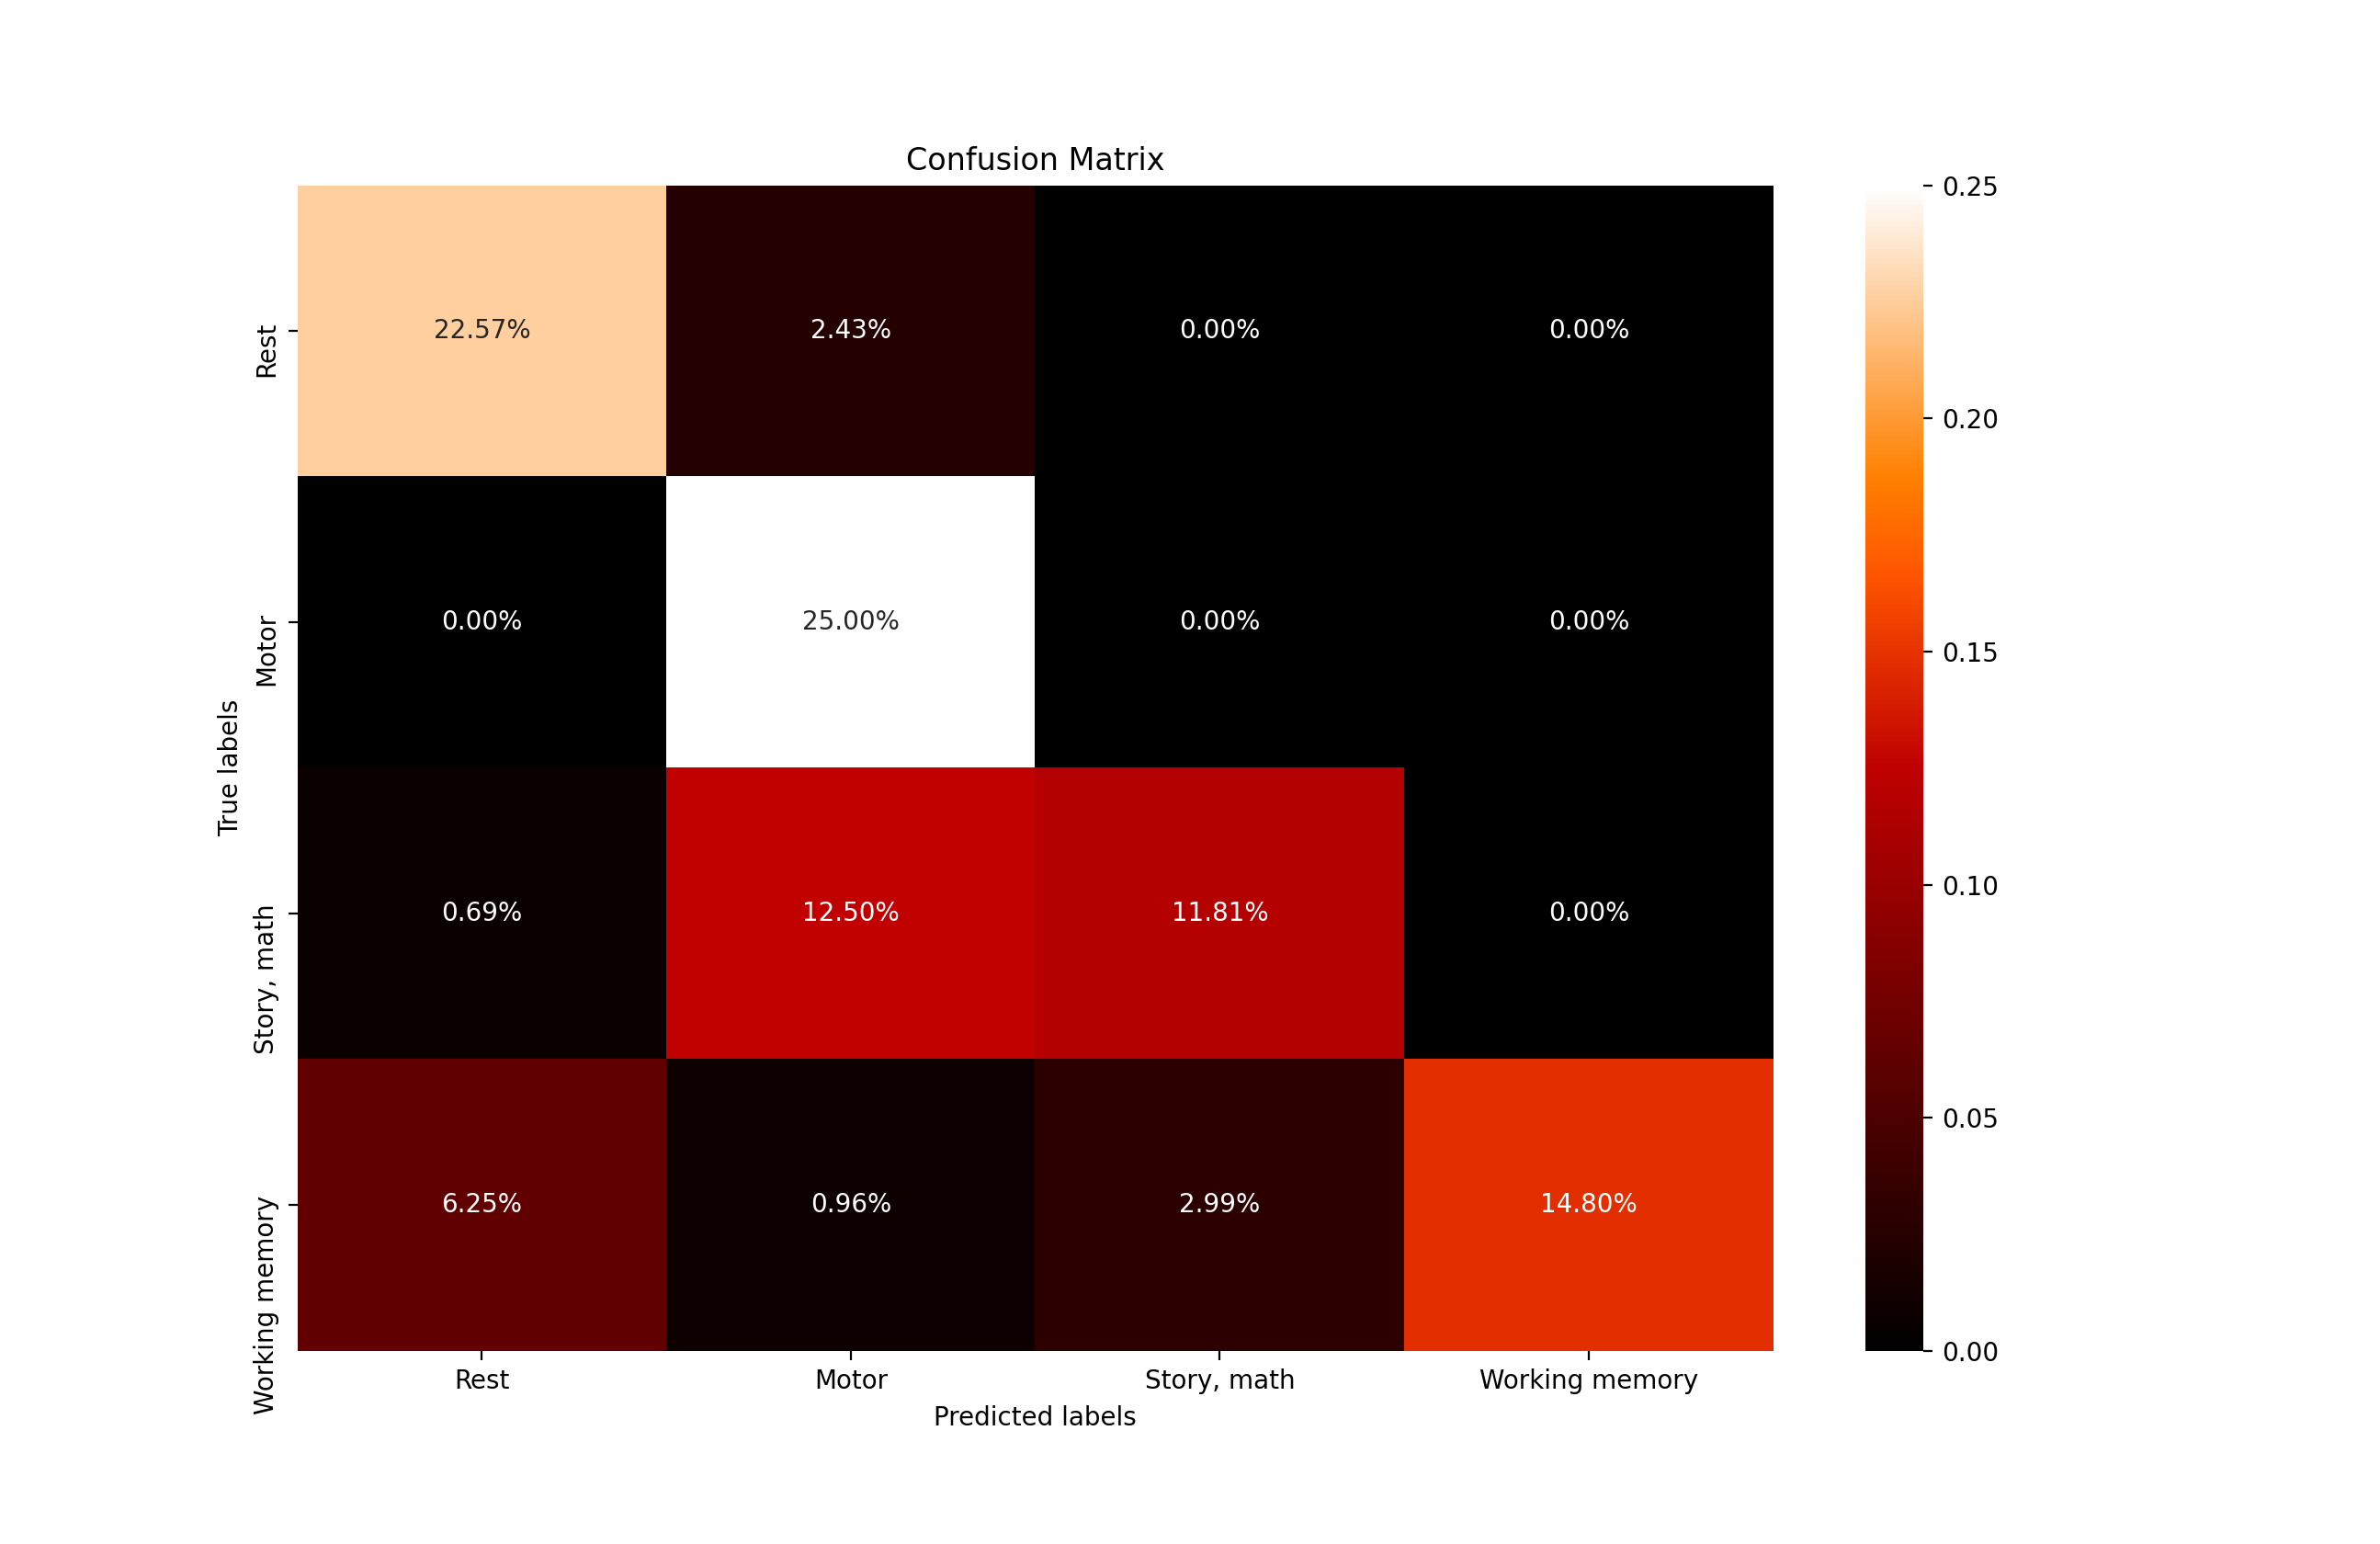 Confusion Matrix
True labels
Rest
22.57%
2.43%
0.00%
0.00%
Motor
0.00%
25.00%
0.00%
0.00%
Story, math
0.69%
12.50%
11.81%
0.00%
Working memory
6.25%
0.96%
2.99%
14.80%
Rest
Motor
Story, math
Working memory
Predicted labels
0.25
0.20
0.15
0.10
0.05
0.00